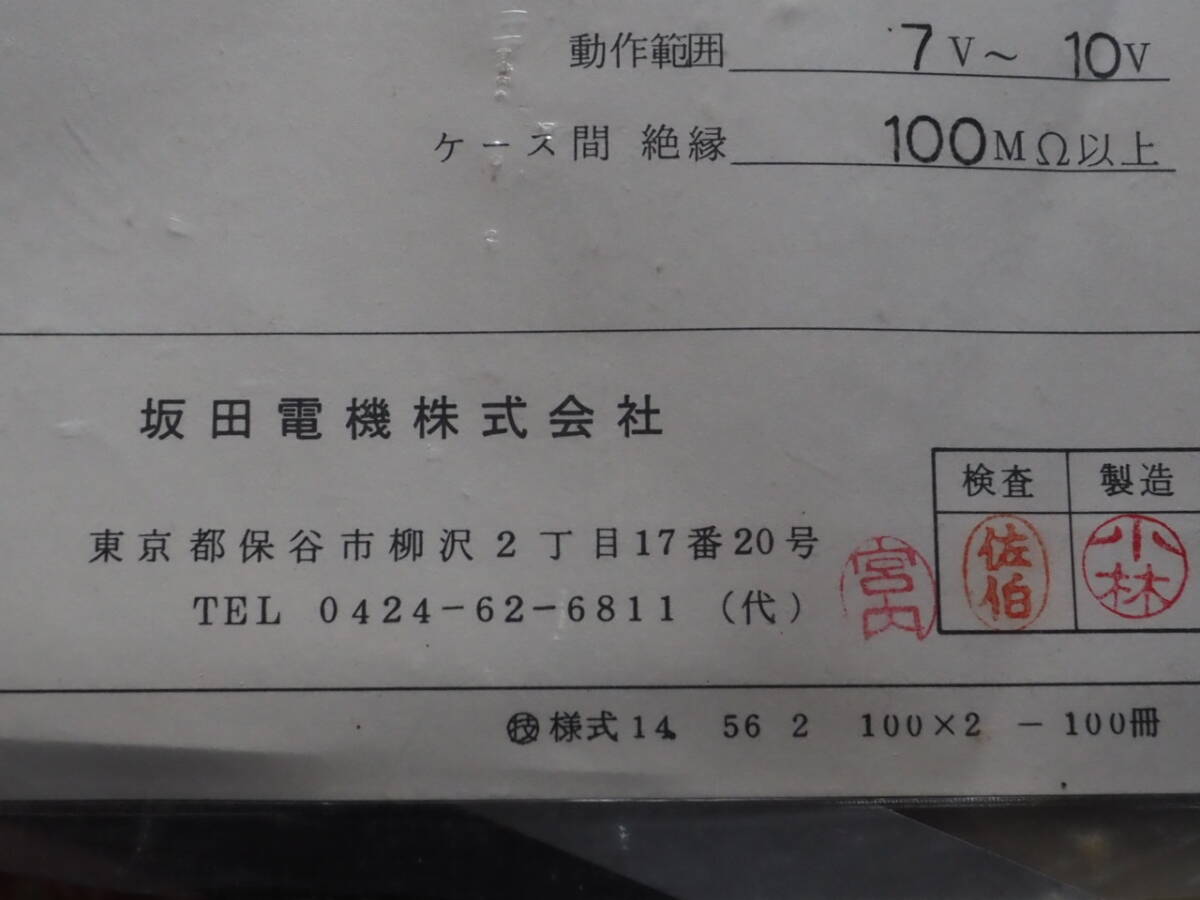 動作範囲 7V～10V
ケース間 絶縁 100MΩ以上
坂田電機株式会社
検査 製造
東京都保谷市柳沢2丁目17番20号
TEL 0424-62-6811 (代)
宮内 佐伯 小林
㊙技 様式14. 56 2 100×2 -100冊